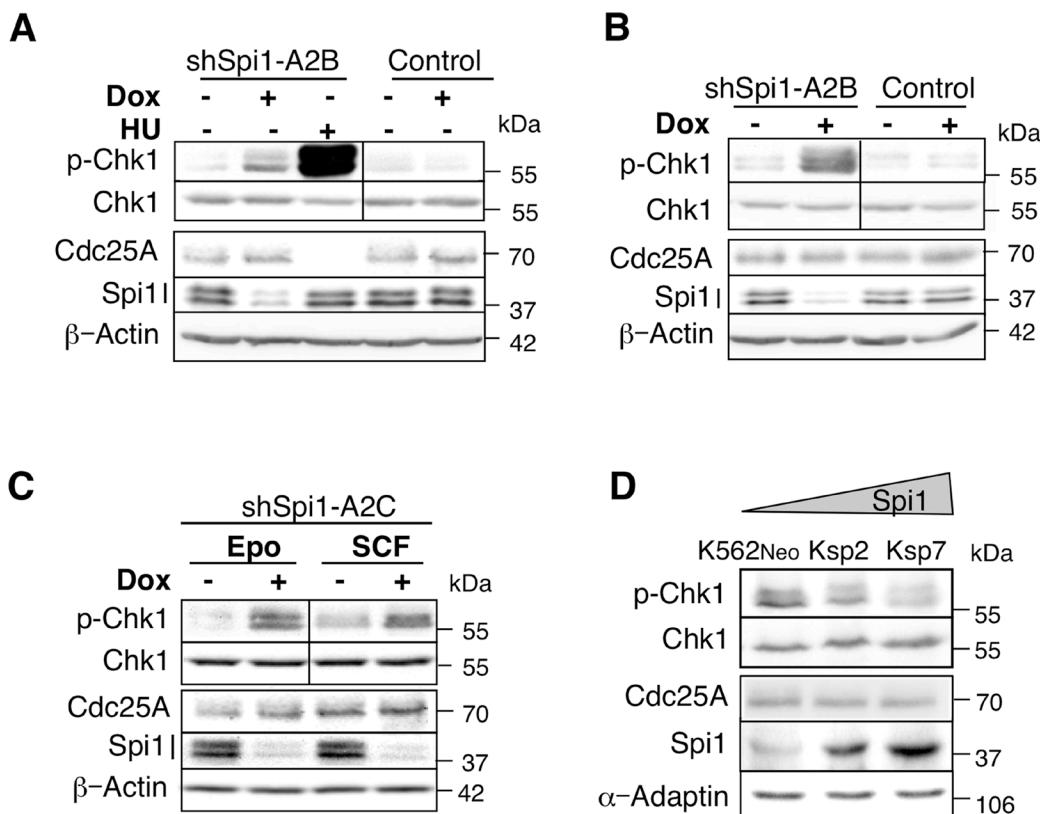 A
shSpi1-A2B Control
Dox - + - - +
HU - - + - -
kDa
p-Chk1 55
Chk1 55
Cdc25A 70
Spi1 37
β-Actin 42
B
shSpi1-A2B Control
Dox - + - + kDa
p-Chk1 55
Chk1 55
Cdc25A 70
Spi1 37
β-Actin 42
C
shSpi1-A2C
Epo SCF
Dox - + - + kDa
p-Chk1 55
Chk1 55
Cdc25A 70
Spi1 37
β-Actin 42
D
Spi1
K562Neo Ksp2 Ksp7 kDa
p-Chk1 55
Chk1 55
Cdc25A 70
Spi1 37
α-Adaptin 106